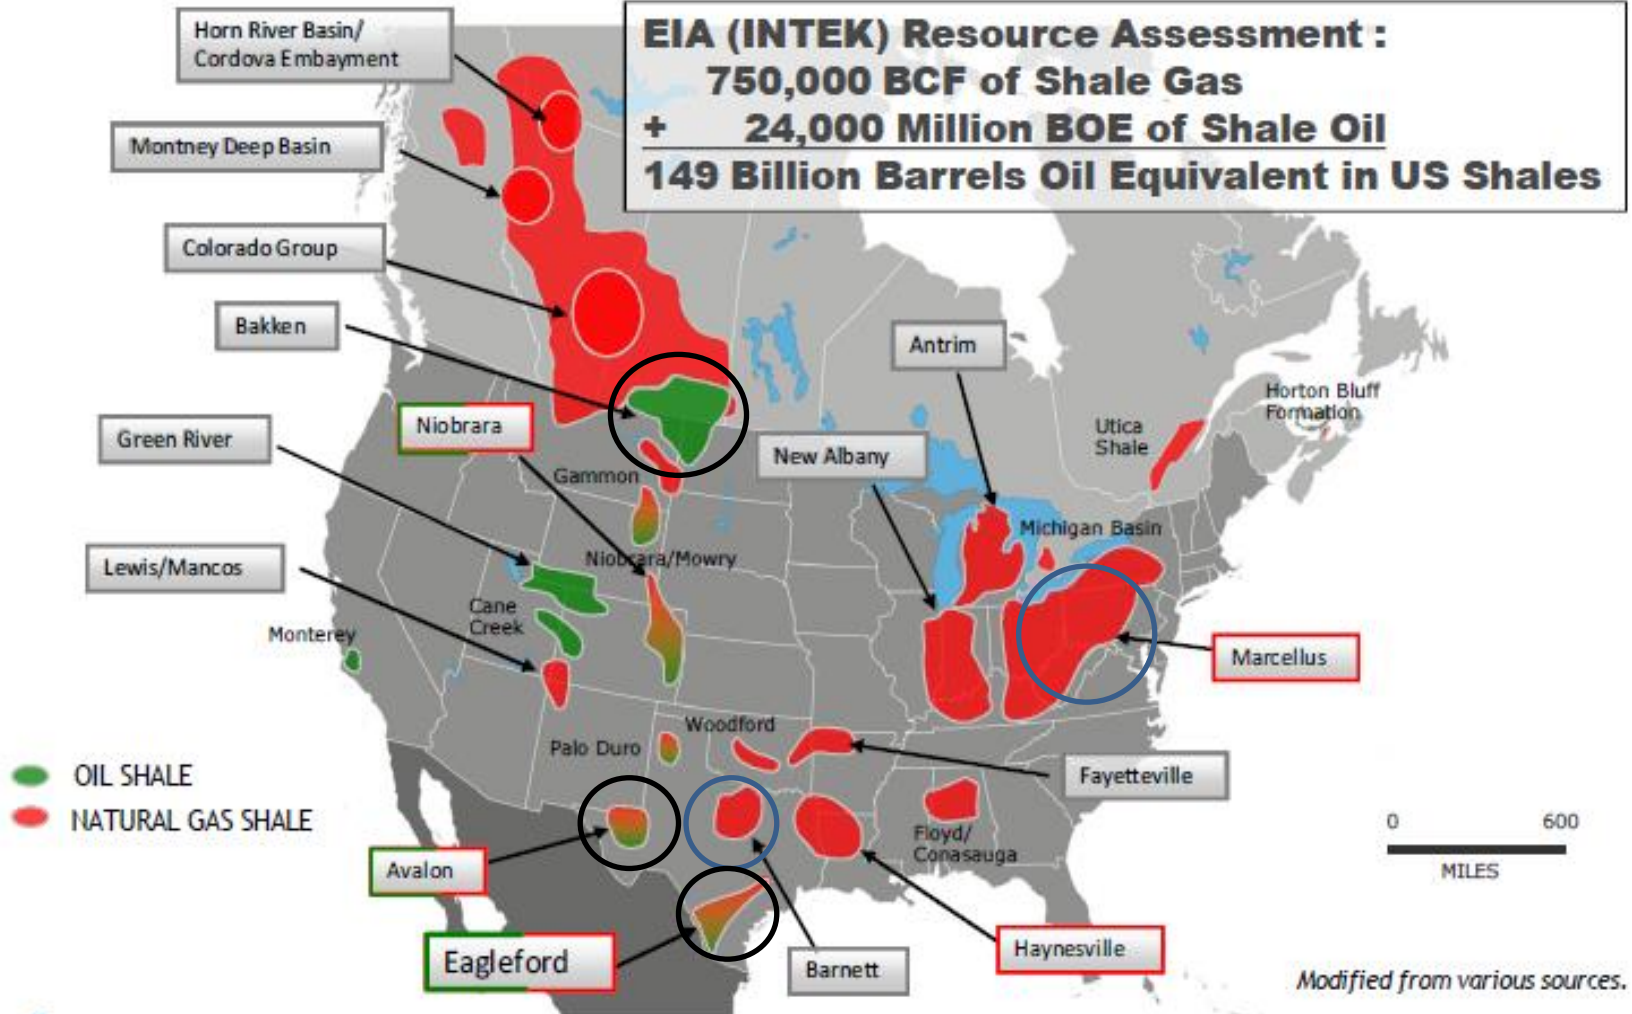 EIA (INTEK) Resource Assessment :
750,000 BCF of Shale Gas
+ 24,000 Million BOE of Shale Oil
149 Billion Barrels Oil Equivalent in US Shales
Horn River Basin/
Cordova Embayment
Montney Deep Basin
Colorado Group
Bakken
Antrim
Horton Bluff
Formation
Niobrara
Utica
Shale
Green River
New Albany
Gammon
Michigan Basin
Niobrara/Mowry
Lewis/Mancos
Cane
Creek
Monterey
Marcellus
Woodford
Palo Duro
OIL SHALE
Fayetteville
NATURAL GAS SHALE
0 600
MILES
Floyd/
Conasauga
Avalon
Eagleford
Barnett
Haynesville
Modified from various sources.